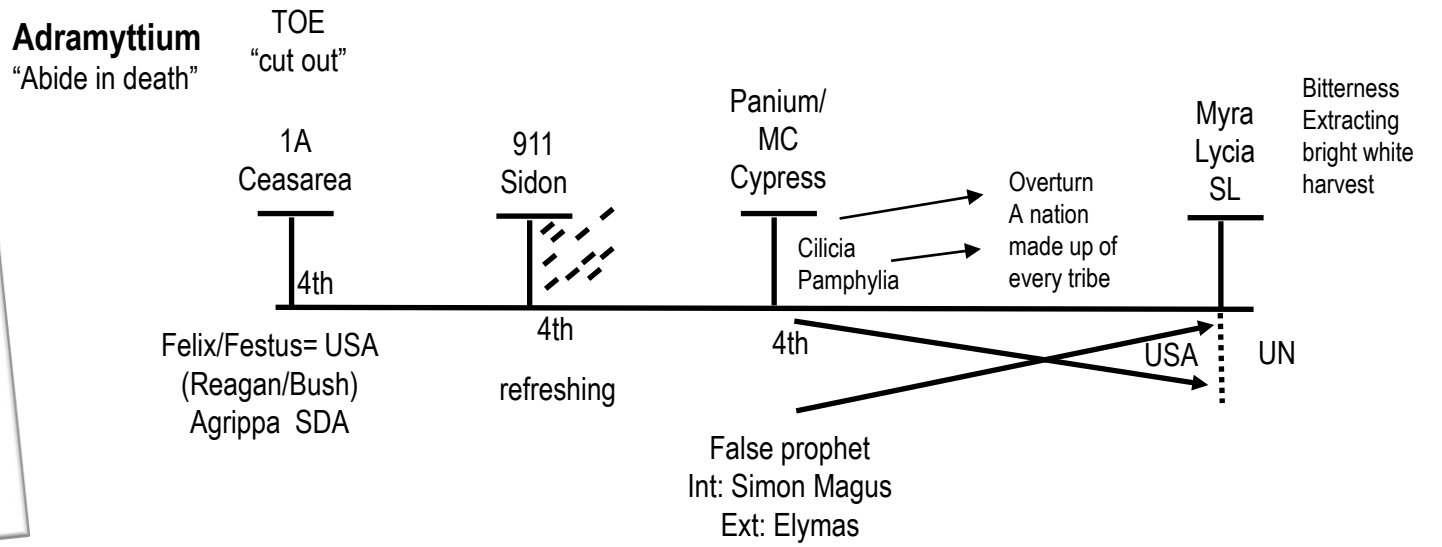 Adramyttium
“Abide in death”
TOE
“cut out”
1A
Ceasarea
4th
Felix/Festus= USA
(Reagan/Bush)
Agrippa SDA
911
Sidon
4th
refreshing
Panium/
MC
Cypress
Cilicia
Pamphylia
4th
Overturn
A nation
made up of
every tribe
False prophet
Int: Simon Magus
Ext: Elymas
Myra
Lycia
SL
USA
UN
Bitterness
Extracting
bright white
harvest